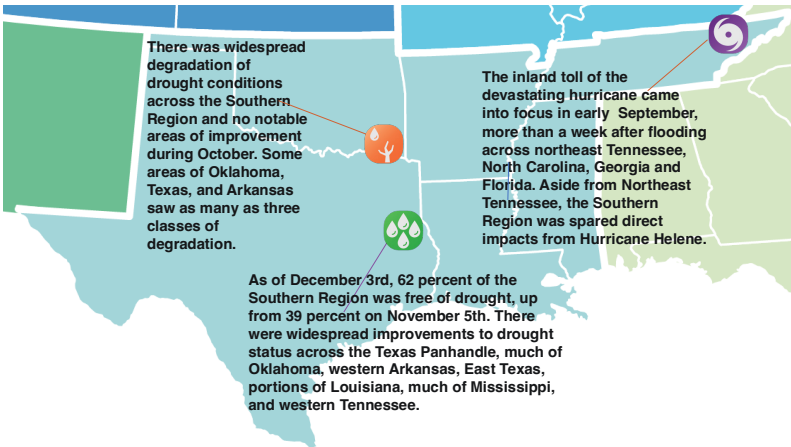 There was widespread
degradation of
drought conditions
across the Southern
Region and no notable
areas of improvement
during October. Some
areas of Oklahoma,
Texas, and Arkansas
saw as many as three
classes of
degradation.
The inland toll of the
devastating hurricane came
into focus in early September,
more than a week after flooding
across northeast Tennessee,
North Carolina, Georgia and
Florida. Aside from Northeast
Tennessee, the Southern
Region was spared direct
impacts from Hurricane Helene.
As of December 3rd, 62 percent of the
Southern Region was free of drought, up
from 39 percent on November 5th. There
were widespread improvements to drought
status across the Texas Panhandle, much of
Oklahoma, western Arkansas, East Texas,
portions of Louisiana, much of Mississippi,
and western Tennessee.